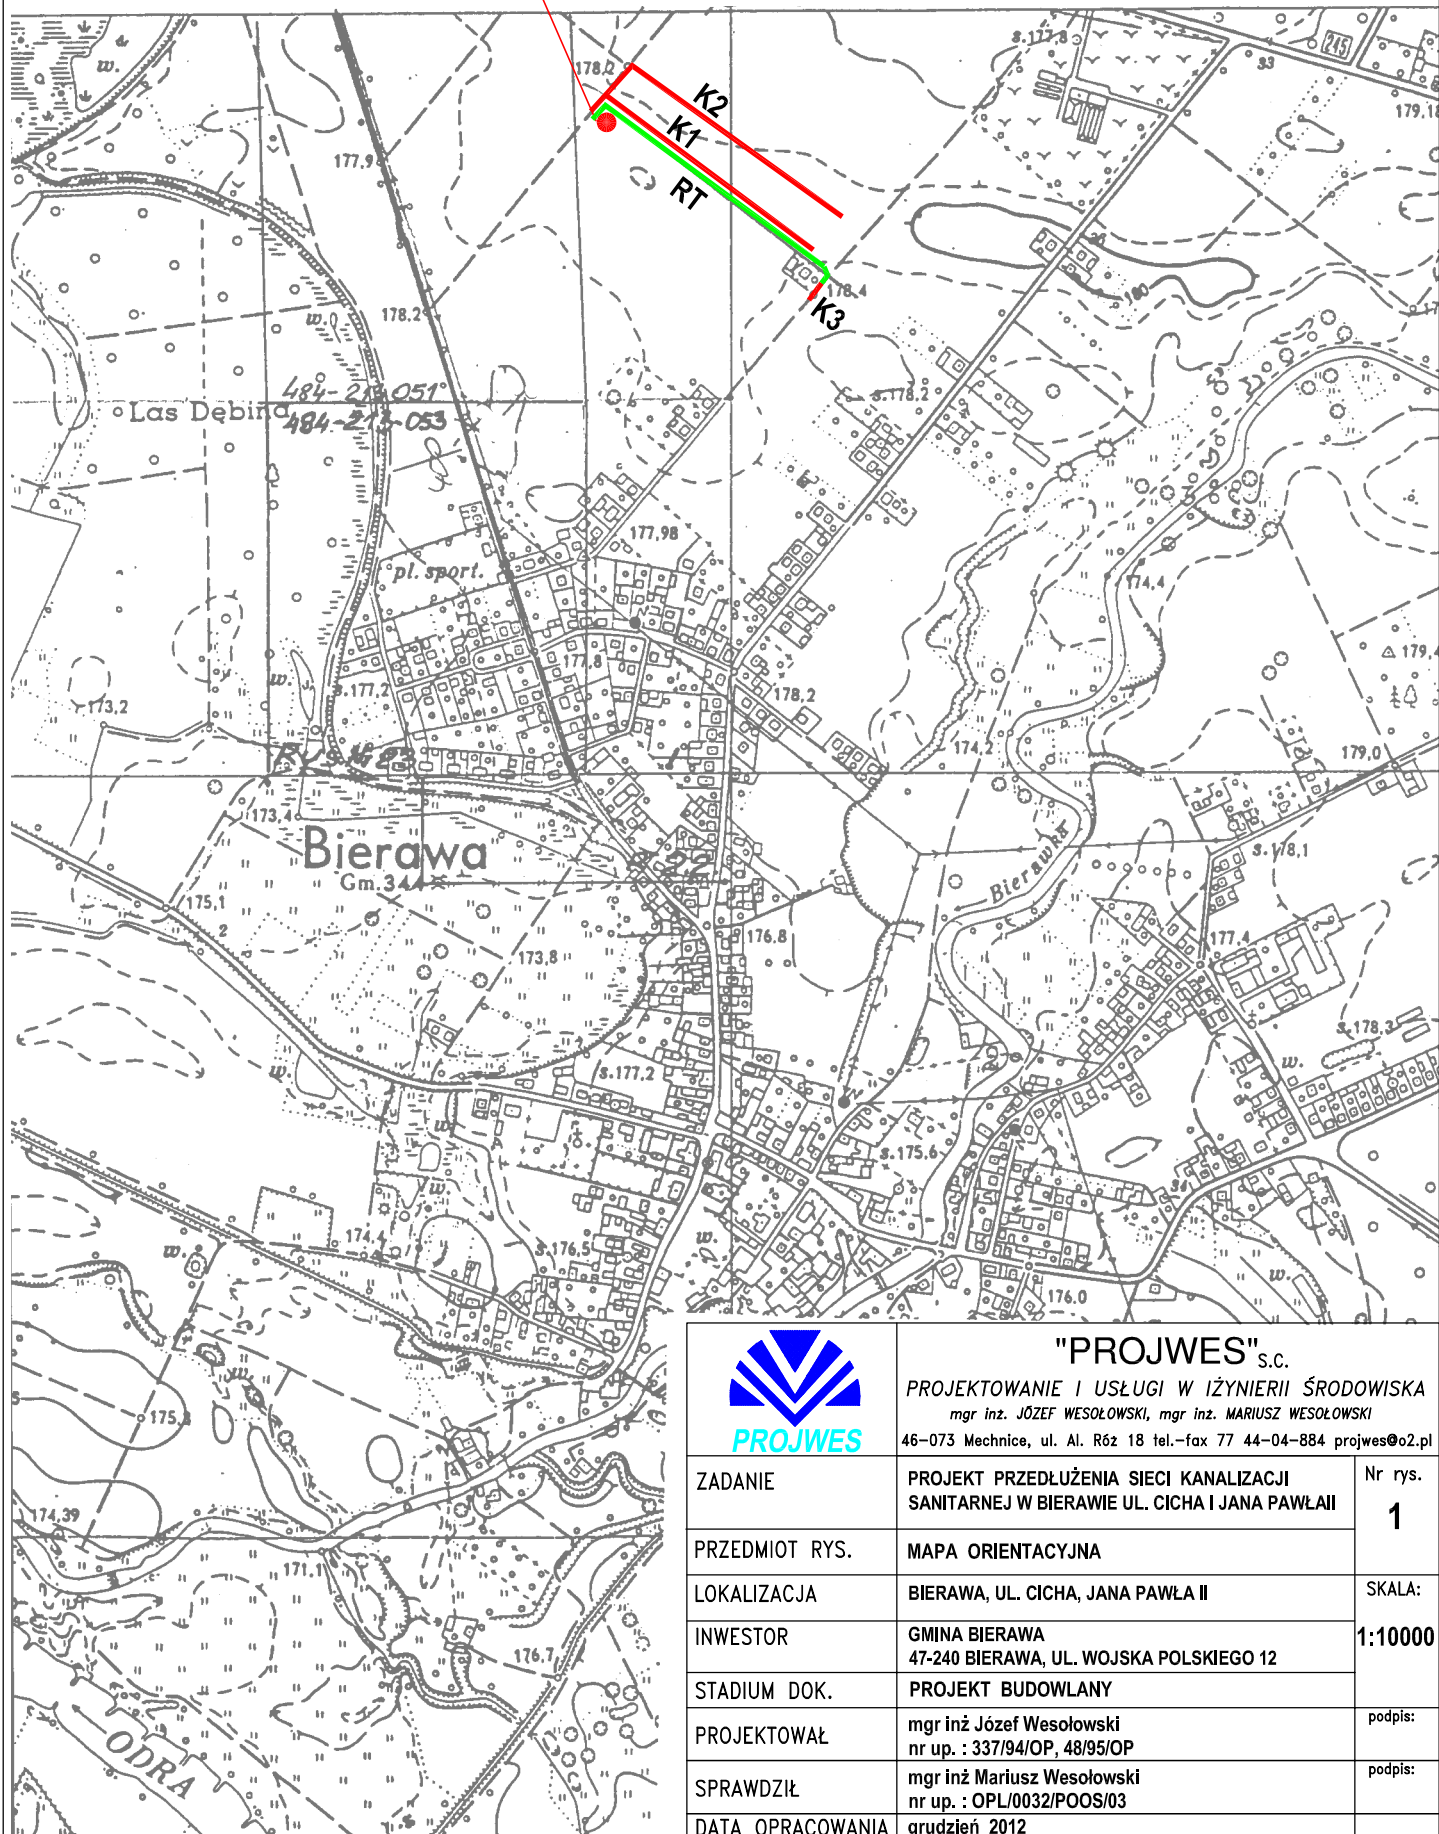 w.
178,2
s.177,8
245
33
179,18
K2
K1
RT
177,9
36
180
178,4
K3
178,2
w.
484-213-051
Las Dębina
484-213-053
s.178,2
177,98
pl. sport.
174,4
177,8
w.
s.177,2
178,2
179,4
173,2
174,2
179,0
173,4
Bierawa
Gm.344
22
Bierawka
s.178,1
175,1
2
176,8
177,4
173,8
s.178,3
w.
s.177,2
w.
w.
s.175,6
w.
34
174,4
w.
s.176,5
w.
w.
176,0
w.
175,3
174,39
171,1
176,7
ODRA
PROJWES
"PROJWES" S.C.
PROJEKTOWANIE I USŁUGI W IŻYNIERII ŚRODOWISKA
mgr inż. JÓZEF WESOŁOWSKI, mgr inż. MARIUSZ WESOŁOWSKI
46-073 Mechnice, ul. Al. Róż 18 tel.-fax 77 44-04-884 projwes@o2.pl
ZADANIE
PROJEKT PRZEDŁUŻENIA SIECI KANALIZACJI
SANITARNEJ W BIERAWIE UL. CICHA I JANA PAWŁAII
Nr rys.
1
PRZEDMIOT RYS.
MAPA ORIENTACYJNA
LOKALIZACJA
BIERAWA, UL. CICHA, JANA PAWŁA II
SKALA:
1:10000
INWESTOR
GMINA BIERAWA
47-240 BIERAWA, UL. WOJSKA POLSKIEGO 12
STADIUM DOK.
PROJEKT BUDOWLANY
PROJEKTOWAŁ
mgr inż Józef Wesołowski
nr up. : 337/94/OP, 48/95/OP
podpis:
SPRAWDZIŁ
mgr inż Mariusz Wesołowski
nr up. : OPL/0032/POOS/03
podpis:
DATA OPRACOWANIA
grudzień 2012